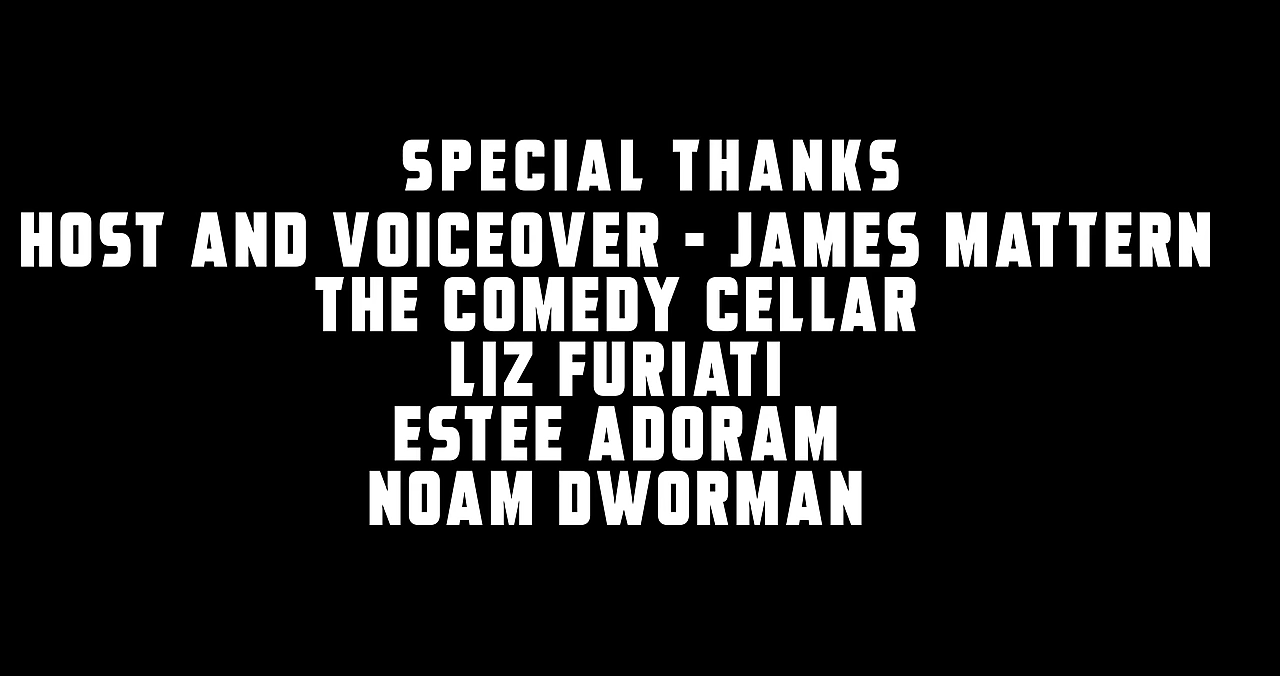 SPECIAL THANKS
HOST AND VOICEOVER - JAMES MATTERN
THE COMEDY CELLAR
LIZ FURIATI
ESTEE ADORAM
NOAM DWORMAN